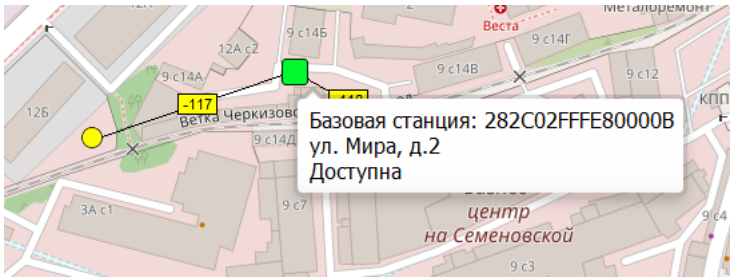 Металоремонт
Веста
9 с14Б
12А с2
9 с14Г
9 с14А
9 с14В
9 с12
-117
12Б
КПП
Ветка Черкизово
9 с14Д
Базовая станция: 282C02FFFE80000B
ул. Мира, д.2
Доступна
3А с1
9 с7
центр
на Семеновской
9 с4
9 с3